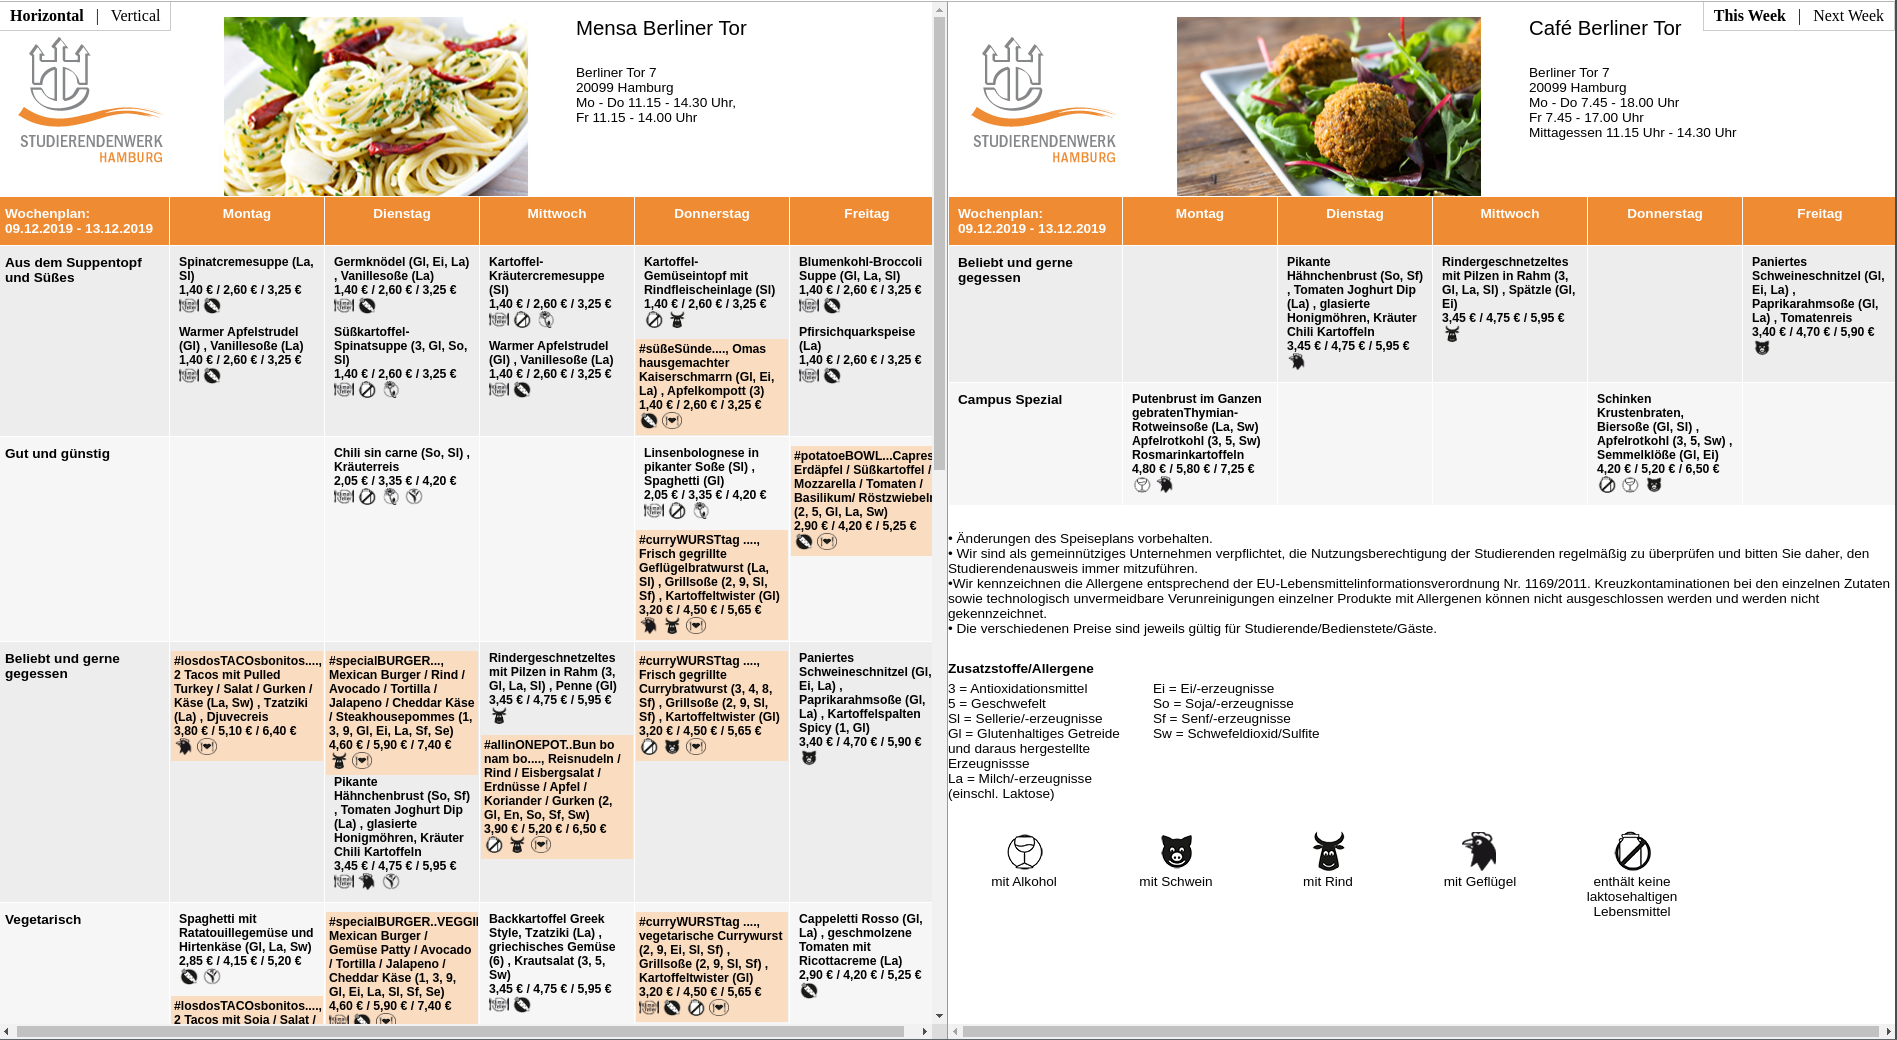 Horizontal | Vertical
STUDIERENDENWERK
HAMBURG
Mensa Berliner Tor
Berliner Tor 7
20099 Hamburg
Mo - Do 11.15 - 14.30 Uhr,
Fr 11.15 - 14.00 Uhr
Wochenplan:
09.12.2019 - 13.12.2019
Montag
Dienstag
Mittwoch
Donnerstag
Freitag
Aus dem Suppentopf
und Süßes
Spinatcremesuppe (La,
Sl)
1,40 € / 2,60 € / 3,25 €
Warmer Apfelstrudel
(Gl) , Vanillesoße (La)
1,40 € / 2,60 € / 3,25 €
Germknödel (Gl, Ei, La)
, Vanillesoße (La)
1,40 € / 2,60 € / 3,25 €
Süßkartoffel-
Spinatsuppe (3, Gl, So,
Sl)
1,40 € / 2,60 € / 3,25 €
Kartoffel-
Kräutercremesuppe
(Sl)
1,40 € / 2,60 € / 3,25 €
Warmer Apfelstrudel
(Gl) , Vanillesoße (La)
1,40 € / 2,60 € / 3,25 €
Kartoffel-
Gemüseintopf mit
Rindfleischeinlage (Sl)
1,40 € / 2,60 € / 3,25 €
#süßeSünde...., Omas
hausgemachter
Kaiserschmarrn (Gl, Ei,
La) , Apfelkompott (3)
1,40 € / 2,60 € / 3,25 €
Blumenkohl-Broccoli
Suppe (Gl, La, Sl)
1,40 € / 2,60 € / 3,25 €
Pfirsichquarkspeise
(La)
1,40 € / 2,60 € / 3,25 €
Gut und günstig
Chili sin carne (So, Sl) ,
Kräuterreis
2,05 € / 3,35 € / 4,20 €
Linsenbolognese in
pikanter Soße (Sl) ,
Spaghetti (Gl)
2,05 € / 3,35 € / 4,20 €
#curryWURSTtag ....,
Frisch gegrillte
Geflügelbratwurst (La,
Sl) , Grillsoße (2, 9, Sl,
Sf) , Kartoffeltwister (Gl)
3,20 € / 4,50 € / 5,65 €
#potatoeBOWL...Capres
Erdäpfel / Süßkartoffel /
Mozzarella / Tomaten /
Basilikum/ Röstzwiebeln
(2, 5, Gl, La, Sw)
2,90 € / 4,20 € / 5,25 €
Beliebt und gerne
gegessen
#losdosTACOsbonitos....,
2 Tacos mit Pulled
Turkey / Salat / Gurken /
Käse (La, Sw) , Tzatziki
(La) , Djuvecreis
3,80 € / 5,10 € / 6,40 €
#specialBURGER...,
Mexican Burger / Rind /
Avocado / Tortilla /
Jalapeno / Cheddar Käse
/ Steakhousepommes (1,
3, 9, Gl, Ei, La, Sf, Se)
4,60 € / 5,90 € / 7,40 €
Pikante
Hähnchenbrust (So, Sf)
, Tomaten Joghurt Dip
(La) , glasierte
Honigmöhren, Kräuter
Chili Kartoffeln
3,45 € / 4,75 € / 5,95 €
Rindergeschnetzeltes
mit Pilzen in Rahm (3,
Gl, La, Sl) , Penne (Gl)
3,45 € / 4,75 € / 5,95 €
#allinONEPOT..Bun bo
nam bo...., Reisnudeln /
Rind / Eisbergsalat /
Erdnüsse / Apfel /
Koriander / Gurken (2,
Gl, En, So, Sf, Sw)
3,90 € / 5,20 € / 6,50 €
#curryWURSTtag ....,
Frisch gegrillte
Currybratwurst (3, 4, 8,
Sf) , Grillsoße (2, 9, Sl,
Sf) , Kartoffeltwister (Gl)
3,20 € / 4,50 € / 5,65 €
Paniertes
Schweineschnitzel (Gl,
Ei, La) ,
Paprikarahmsoße (Gl,
La) , Kartoffelspalten
Spicy (1, Gl)
3,40 € / 4,70 € / 5,90 €
Vegetarisch
Spaghetti mit
Ratatouillegemüse und
Hirtenkäse (Gl, La, Sw)
2,85 € / 4,15 € / 5,20 €
#losdosTACOsbonitos....,
2 Tacos mit Soja / Salat /
#specialBURGER..VEGGI
Mexican Burger /
Gemüse Patty / Avocado
/ Tortilla / Jalapeno /
Cheddar Käse (1, 3, 9,
Gl, Ei, La, Sl, Sf, Se)
4,60 € / 5,90 € / 7,40 €
Backkartoffel Greek
Style, Tzatziki (La) ,
griechisches Gemüse
(6) , Krautsalat (3, 5,
Sw)
3,45 € / 4,75 € / 5,95 €
#curryWURSTtag ....,
vegetarische Currywurst
(2, 9, Ei, Sl, Sf) ,
Grillsoße (2, 9, Sl, Sf) ,
Kartoffeltwister (Gl)
3,20 € / 4,50 € / 5,65 €
Cappeletti Rosso (Gl,
La) , geschmolzene
Tomaten mit
Ricottacreme (La)
2,90 € / 4,20 € / 5,25 €
This Week | Next Week
STUDIERENDENWERK
HAMBURG
Café Berliner Tor
Berliner Tor 7
20099 Hamburg
Mo - Do 7.45 - 18.00 Uhr
Fr 7.45 - 17.00 Uhr
Mittagessen 11.15 Uhr - 14.30 Uhr
Wochenplan:
09.12.2019 - 13.12.2019
Montag
Dienstag
Mittwoch
Donnerstag
Freitag
Beliebt und gerne
gegessen
Pikante
Hähnchenbrust (So, Sf)
, Tomaten Joghurt Dip
(La) , glasierte
Honigmöhren, Kräuter
Chili Kartoffeln
3,45 € / 4,75 € / 5,95 €
Rindergeschnetzeltes
mit Pilzen in Rahm (3,
Gl, La, Sl) , Spätzle (Gl,
Ei)
3,45 € / 4,75 € / 5,95 €
Paniertes
Schweineschnitzel (Gl,
Ei, La) ,
Paprikarahmsoße (Gl,
La) , Tomatenreis
3,40 € / 4,70 € / 5,90 €
Campus Spezial
Putenbrust im Ganzen
gebratenThymian-
Rotweinsoße (La, Sw)
Apfelrotkohl (3, 5, Sw)
Rosmarinkartoffeln
4,80 € / 5,80 € / 7,25 €
Schinken
Krustenbraten,
Biersoße (Gl, Sl) ,
Apfelrotkohl (3, 5, Sw) ,
Semmelklöße (Gl, Ei)
4,20 € / 5,20 € / 6,50 €
• Änderungen des Speiseplans vorbehalten.
• Wir sind als gemeinnütziges Unternehmen verpflichtet, die Nutzungsberechtigung der Studierenden regelmäßig zu überprüfen und bitten Sie daher, den
Studierendenausweis immer mitzuführen.
•Wir kennzeichnen die Allergene entsprechend der EU-Lebensmittelinformationsverordnung Nr. 1169/2011. Kreuzkontaminationen bei den einzelnen Zutaten
sowie technologisch unvermeidbare Verunreinigungen einzelner Produkte mit Allergenen können nicht ausgeschlossen werden und werden nicht
gekennzeichnet.
• Die verschiedenen Preise sind jeweils gültig für Studierende/Bedienstete/Gäste.
Zusatzstoffe/Allergene
3 = Antioxidationsmittel
5 = Geschwefelt
Sl = Sellerie/-erzeugnisse
Gl = Glutenhaltiges Getreide
und daraus hergestellte
Erzeugnissse
La = Milch/-erzeugnisse
(einschl. Laktose)
Ei = Ei/-erzeugnisse
So = Soja/-erzeugnisse
Sf = Senf/-erzeugnisse
Sw = Schwefeldioxid/Sulfite
mit Alkohol
mit Schwein
mit Rind
mit Geflügel
enthält keine
laktosehaltigen
Lebensmittel